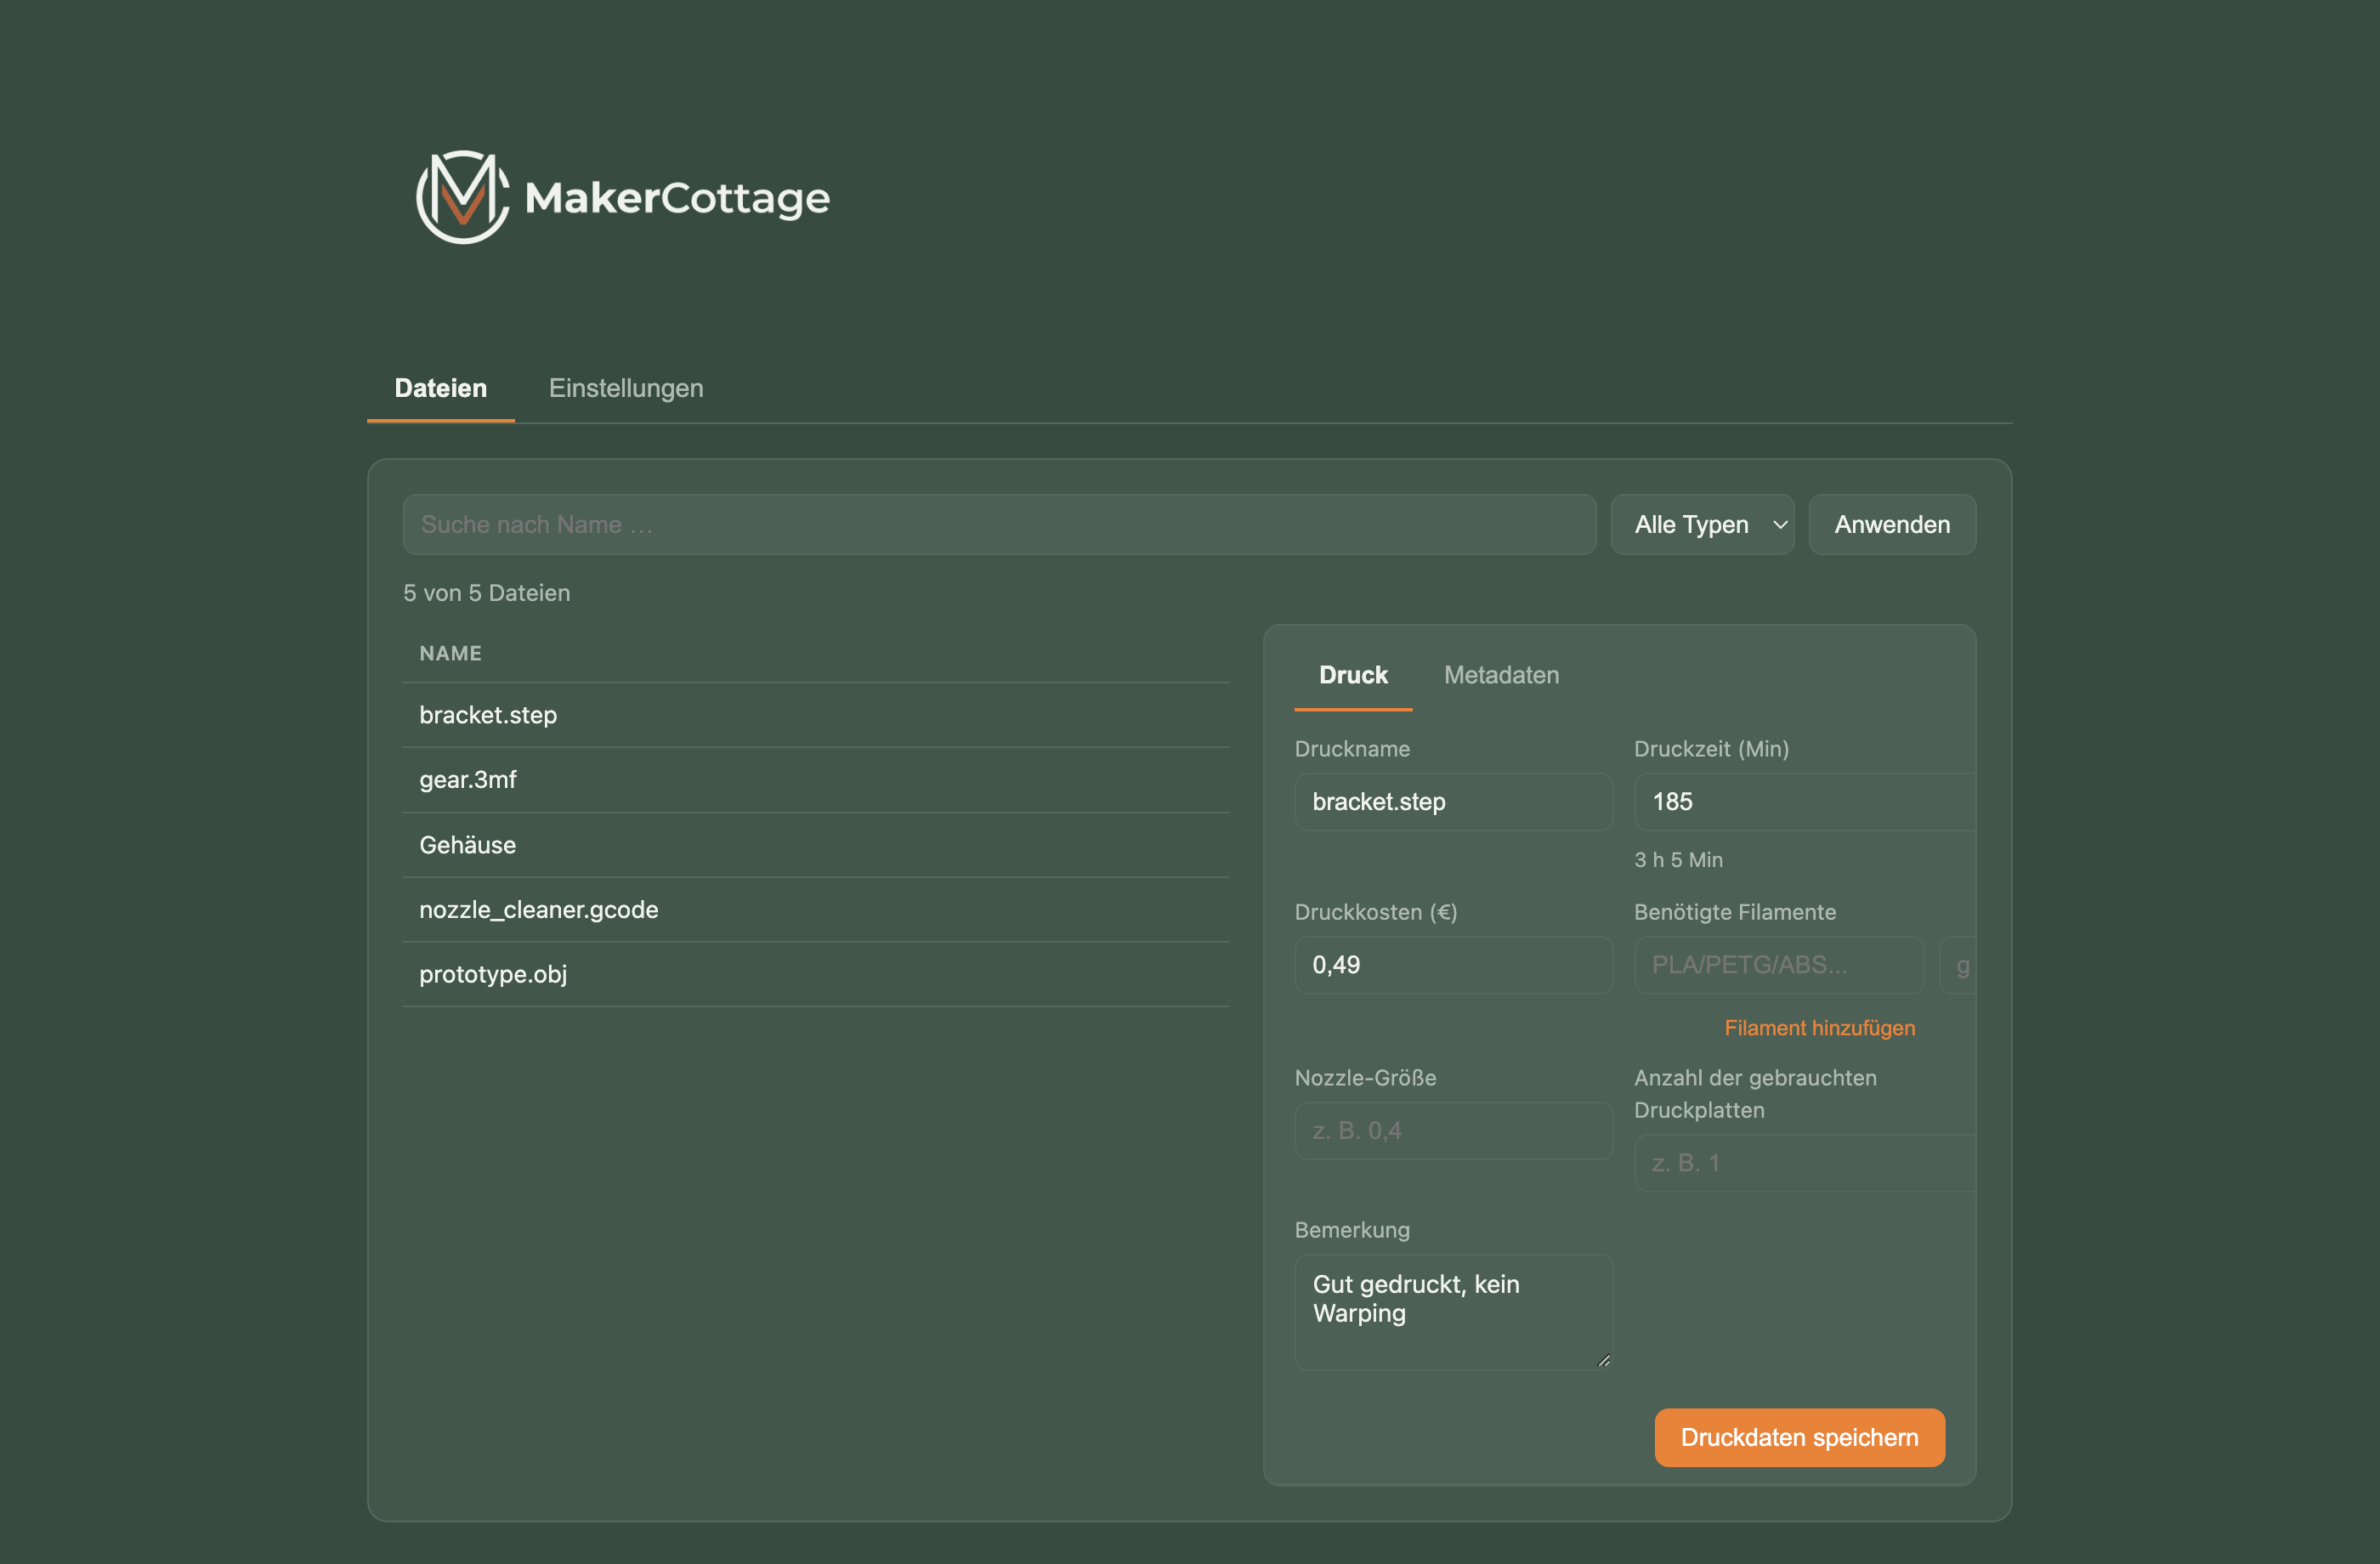 MakerCottage
Dateien
Einstellungen
Suche nach Name …
Alle Typen
Anwenden
5 von 5 Dateien
NAME
bracket.step
gear.3mf
Gehäuse
nozzle_cleaner.gcode
prototype.obj
Druck
Metadaten
Druckname
Druckzeit (Min)
bracket.step
185
3 h 5 Min
Druckkosten (€)
Benötigte Filamente
0,49
PLA/PETG/ABS...
g
Filament hinzufügen
Nozzle-Größe
Anzahl der gebrauchten
Druckplatten
z. B. 0,4
z. B. 1
Bemerkung
Gut gedruckt, kein
Warping
Druckdaten speichern